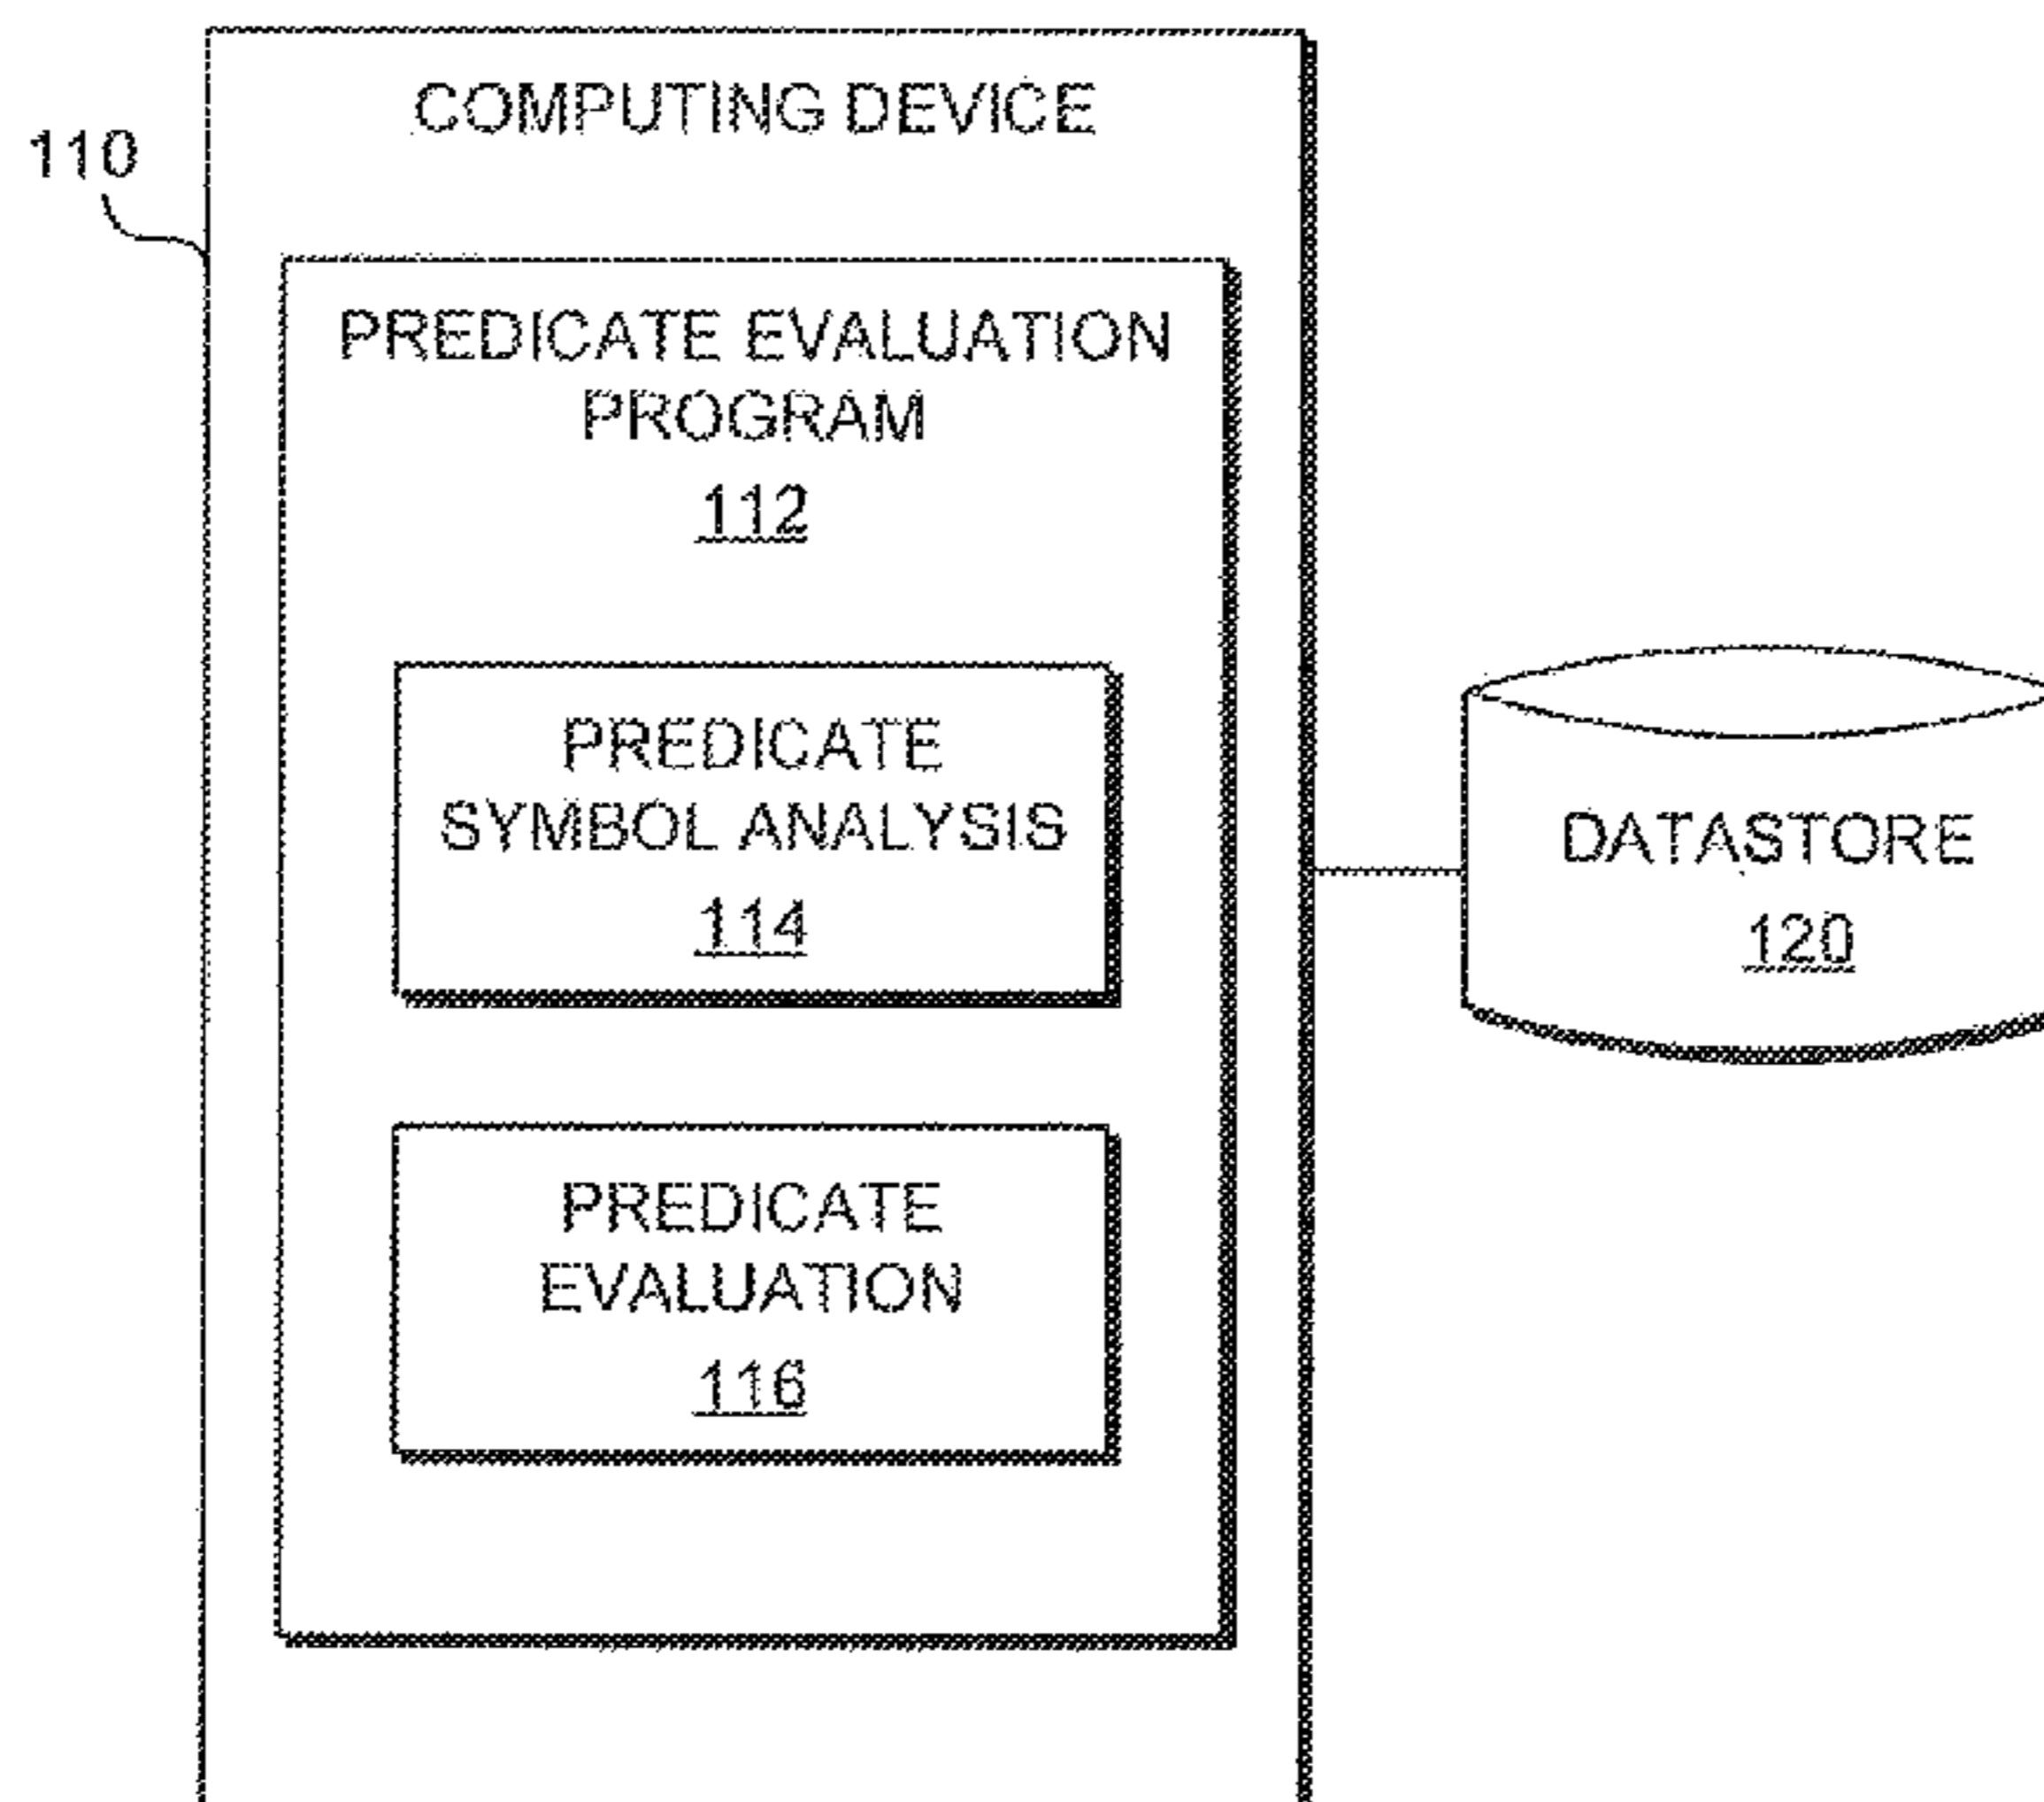 COMPUTING DEVICE
110
PREDICATE EVALUATION
PROGRAM
112
PREDICATE
SYMBOL ANALYSIS
114
DATASTORE
120
PREDICATE
EVALUATION
116